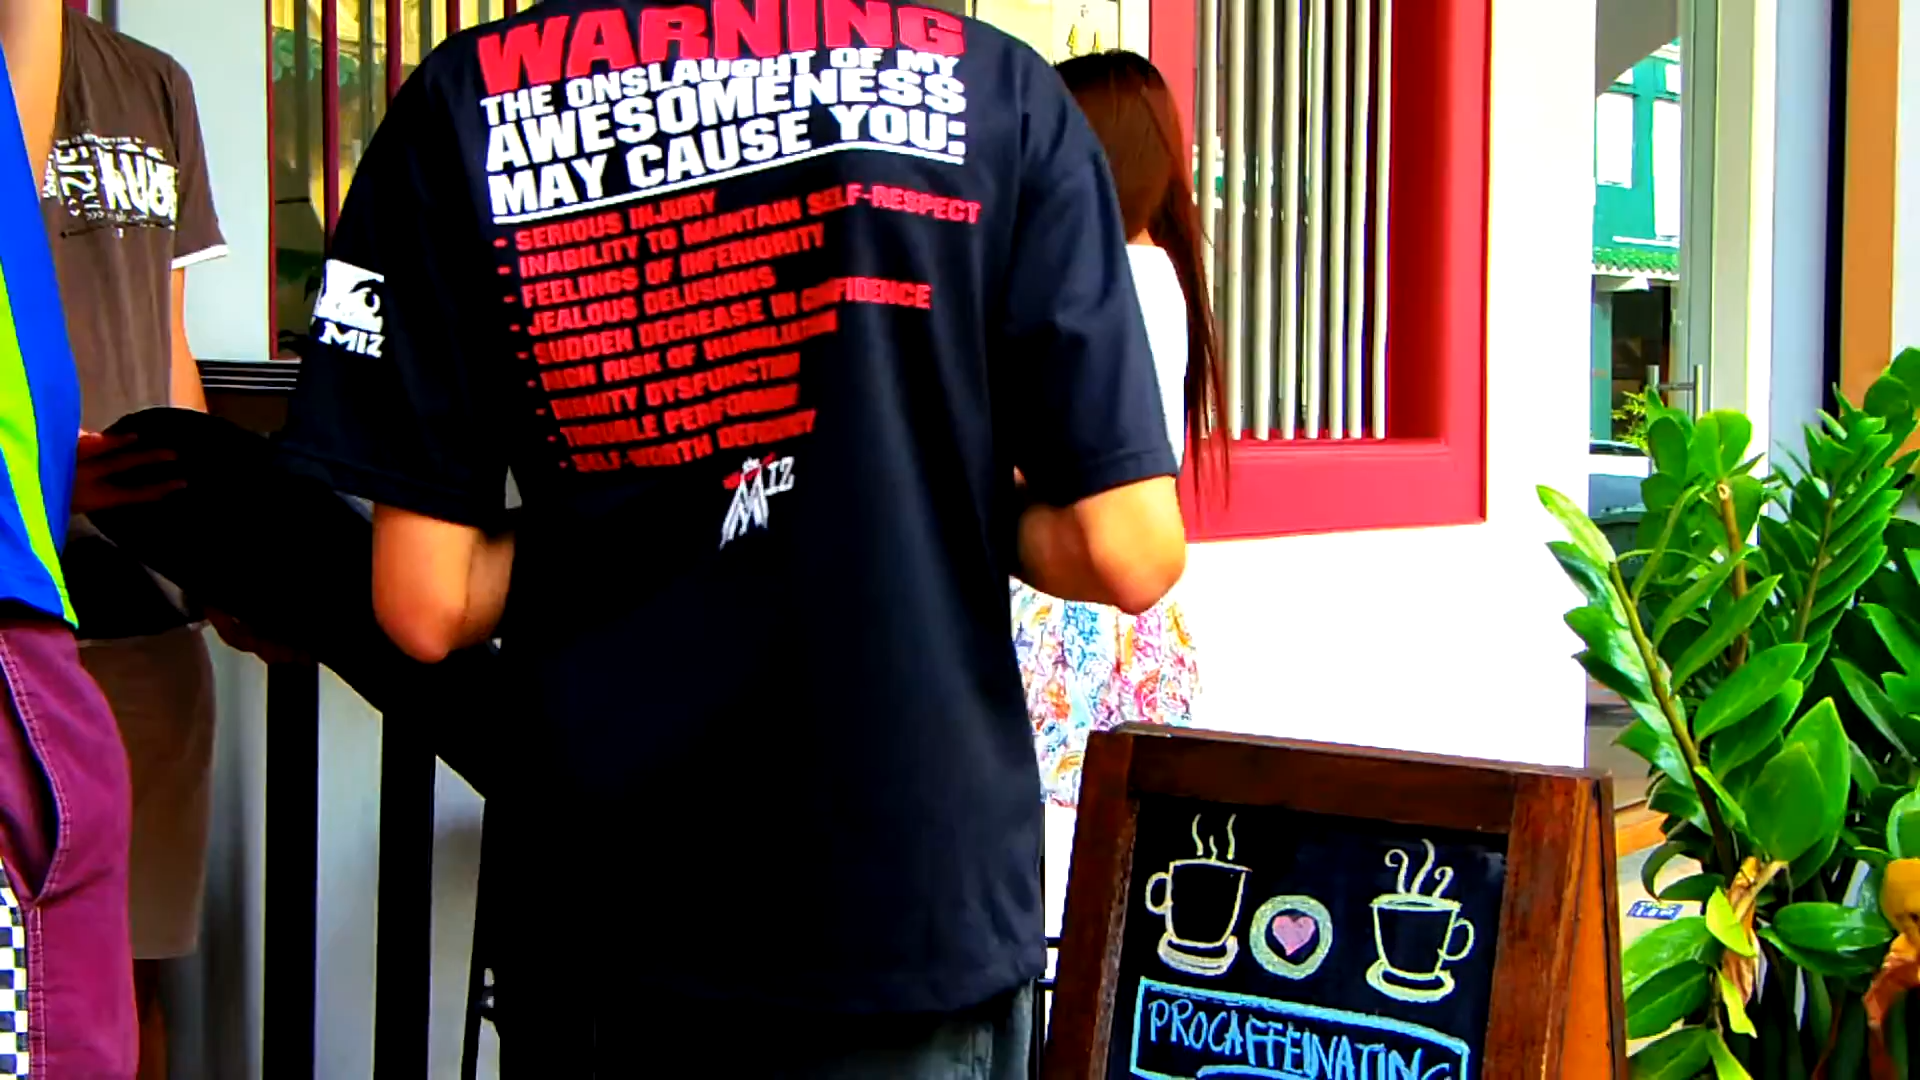 WARNING
THE ONSLAUGHT OF MY
AWESOMENESS
MAY CAUSE YOU:
- SERIOUS INJURY
- INABILITY TO MAINTAIN SELF-RESPECT
- FEELINGS OF INFERIORITY
- JEALOUS DELUSIONS
- SUDDEN DECREASE IN CONFIDENCE
- HIGH RISK OF HUMILIATION
- DIGNITY DYSFUNCTION
- TROUBLE PERFORMING
- SELF-WORTH DEFICIENCY
MIZ
MIZ
PROCAFFEINATING